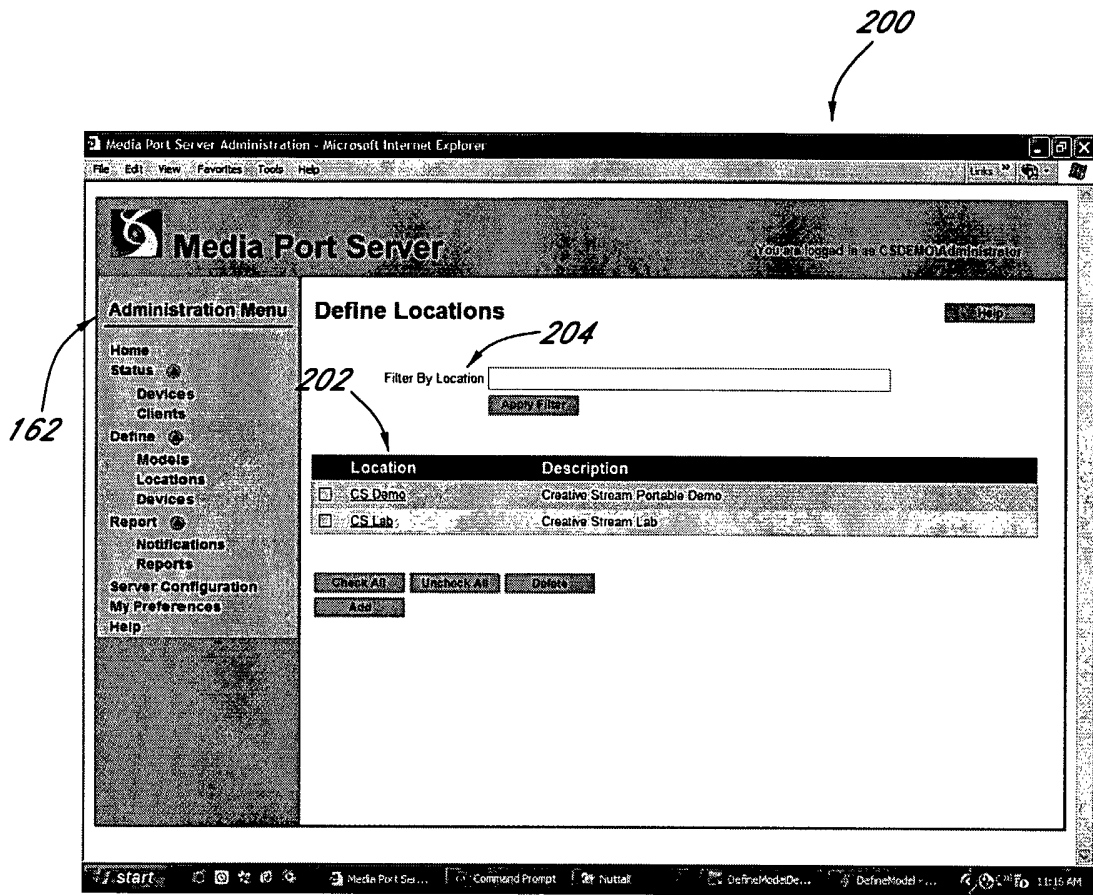 200
Media Port Server Administration - Microsoft Internet Explorer
File Edit View Favorites Tools Help
Links »
Media Port Server
You are logged in as CSDEMO\Administrator
Administration Menu
Define Locations
Help
204
Home
Status
Filter By Location
202
Devices
Apply Filter
Clients
162
Define
Models
Location Description
Locations
CS Demo Creative Stream Portable Demo
Devices
Report
CS Lab Creative Stream Lab
Notifications
Reports
Check All Uncheck All Delete
Server Configuration
My Preferences
Add
Help
start Media Port Ser... Command Prompt Nuttall DefineModelDe... DefineModel - ... 11:15 AM